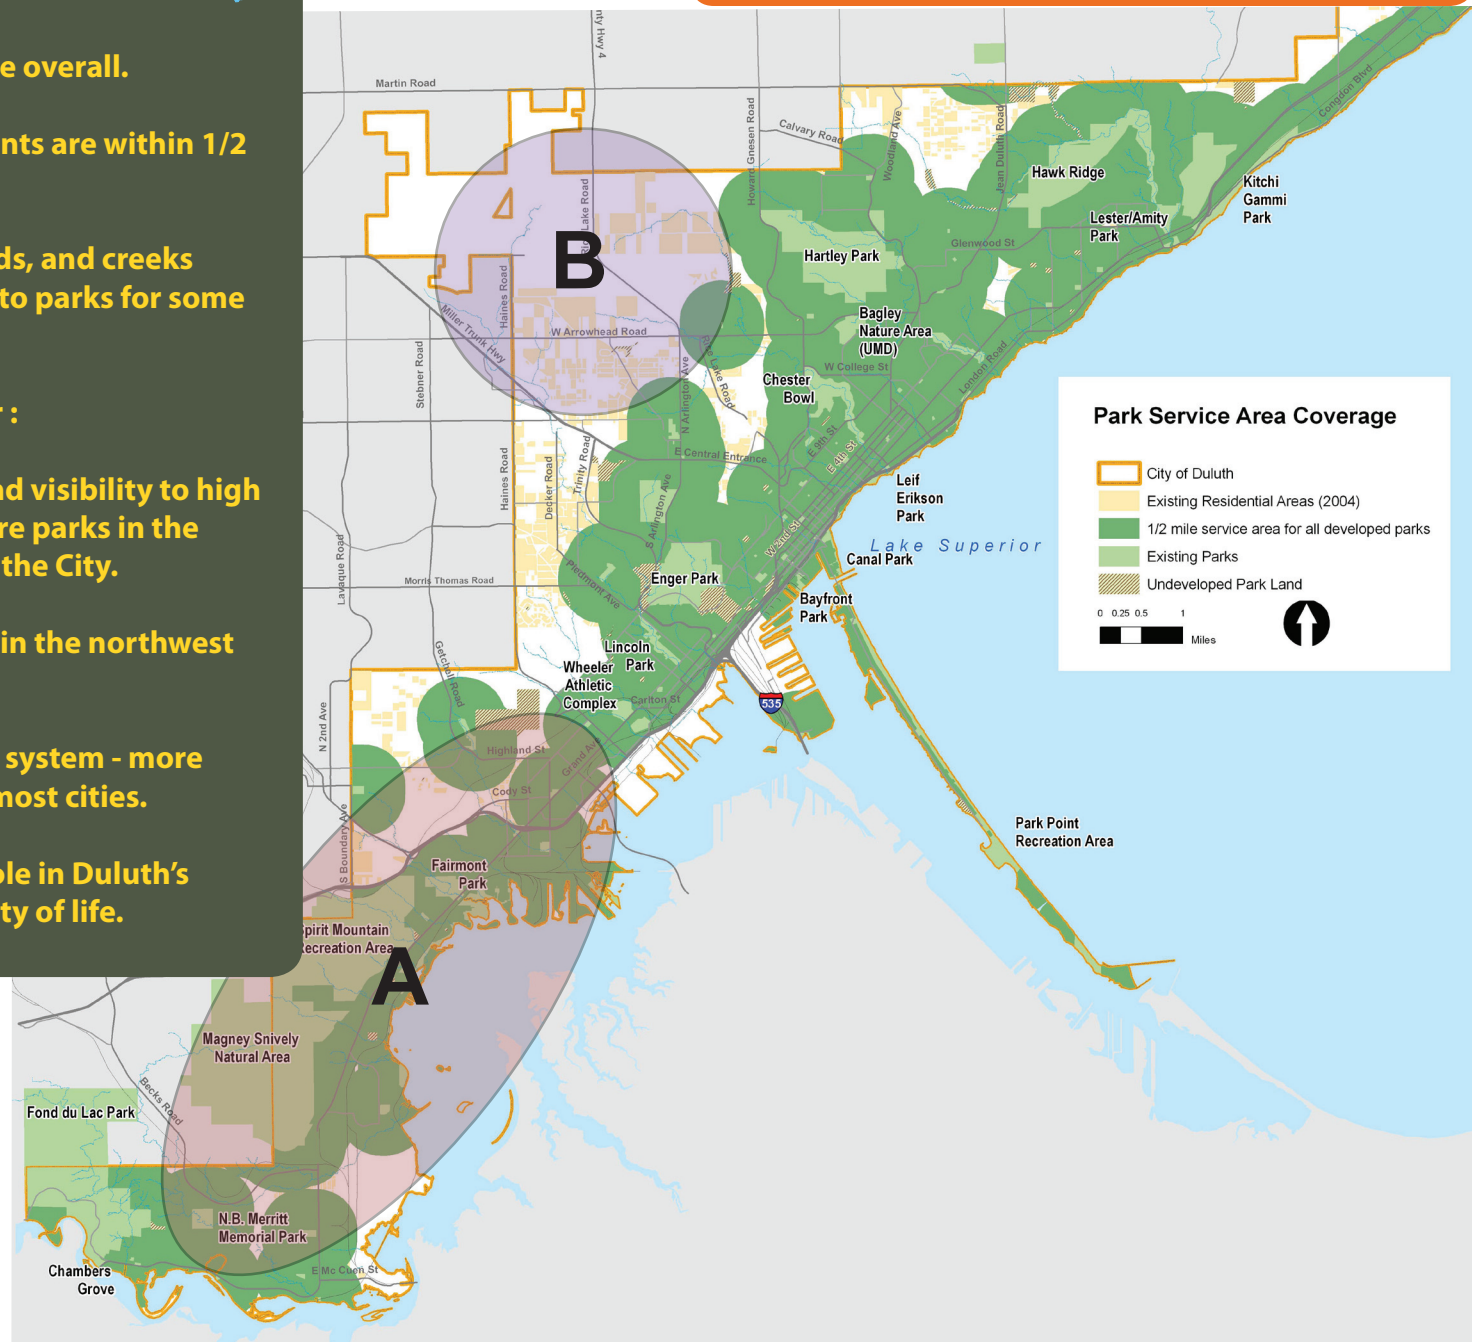 e overall.
nts are within 1/2
ds, and creeks
to parks for some
:
nd visibility to high
re parks in the
the City.
in the northwest
system - more
most cities.
ole in Duluth's
ty of life.
nty Hwy 4
Martin Road
Howard Gnesen Road
Calvary Road
Woodland Ave
Jean Duluth Road
Congdon Blvd
Hawk Ridge
Kitchi
Gammi
Park
Lester/Amity
Park
Glenwood St
Hartley Park
Rice Lake Road
B
Haines Road
Miller Trunk Hwy
W Arrowhead Road
Bagley
Nature Area
(UMD)
W College St
London Road
Chester
Bowl
Rice Lake Road
N Arlington Ave
Stebner Road
E Central Entrance
E 9th St
E 4th St
Haines Road
Decker Road
Trinity Road
S Arlington Ave
W 2nd St
Leif
Erikson
Park
Lake Superior
Canal Park
Lavaque Road
Morris Thomas Road
Piedmont Ave
Enger Park
Bayfront
Park
Getchell Road
Lincoln
Park
Wheeler
Athletic
Complex
Carlton St
535
N 2nd Ave
Highland St
Grand Ave
Cody St
S Boundary Ave
Fairmont
Park
Park Point
Recreation Area
Spirit Mountain
Recreation Area
A
Magney Snively
Natural Area
Becks Road
Fond du Lac Park
N.B. Merritt
Memorial Park
Chambers
Grove
E Mc Cuen St
Park Service Area Coverage
City of Duluth
Existing Residential Areas (2004)
1/2 mile service area for all developed parks
Existing Parks
Undeveloped Park Land
0 0.25 0.5 1
Miles